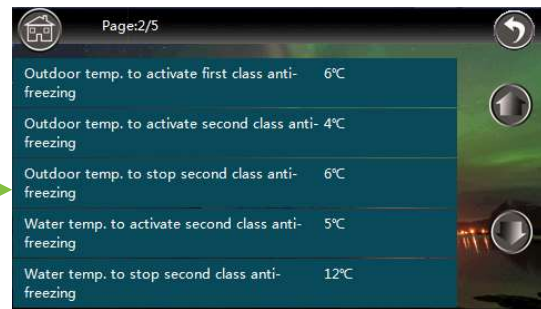 Page:2/5
Outdoor temp. to activate first class anti- 6℃
freezing
Outdoor temp. to activate second class anti- 4℃
freezing
Outdoor temp. to stop second class anti- 6℃
freezing
Water temp. to activate second class anti- 5℃
freezing
Water temp. to stop second class anti- 12℃
freezing